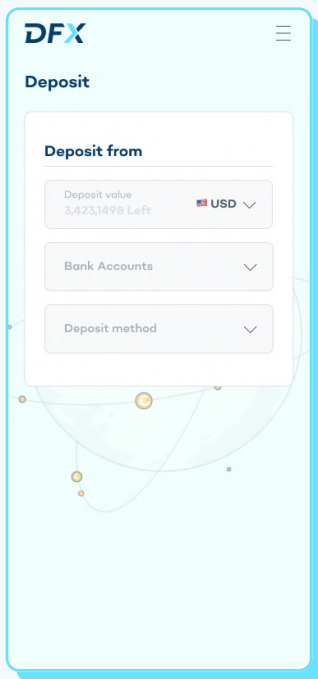 DFX
Deposit
Deposit from
Deposit value
3,423,1498 Left
USD
Bank Accounts
Deposit method
€